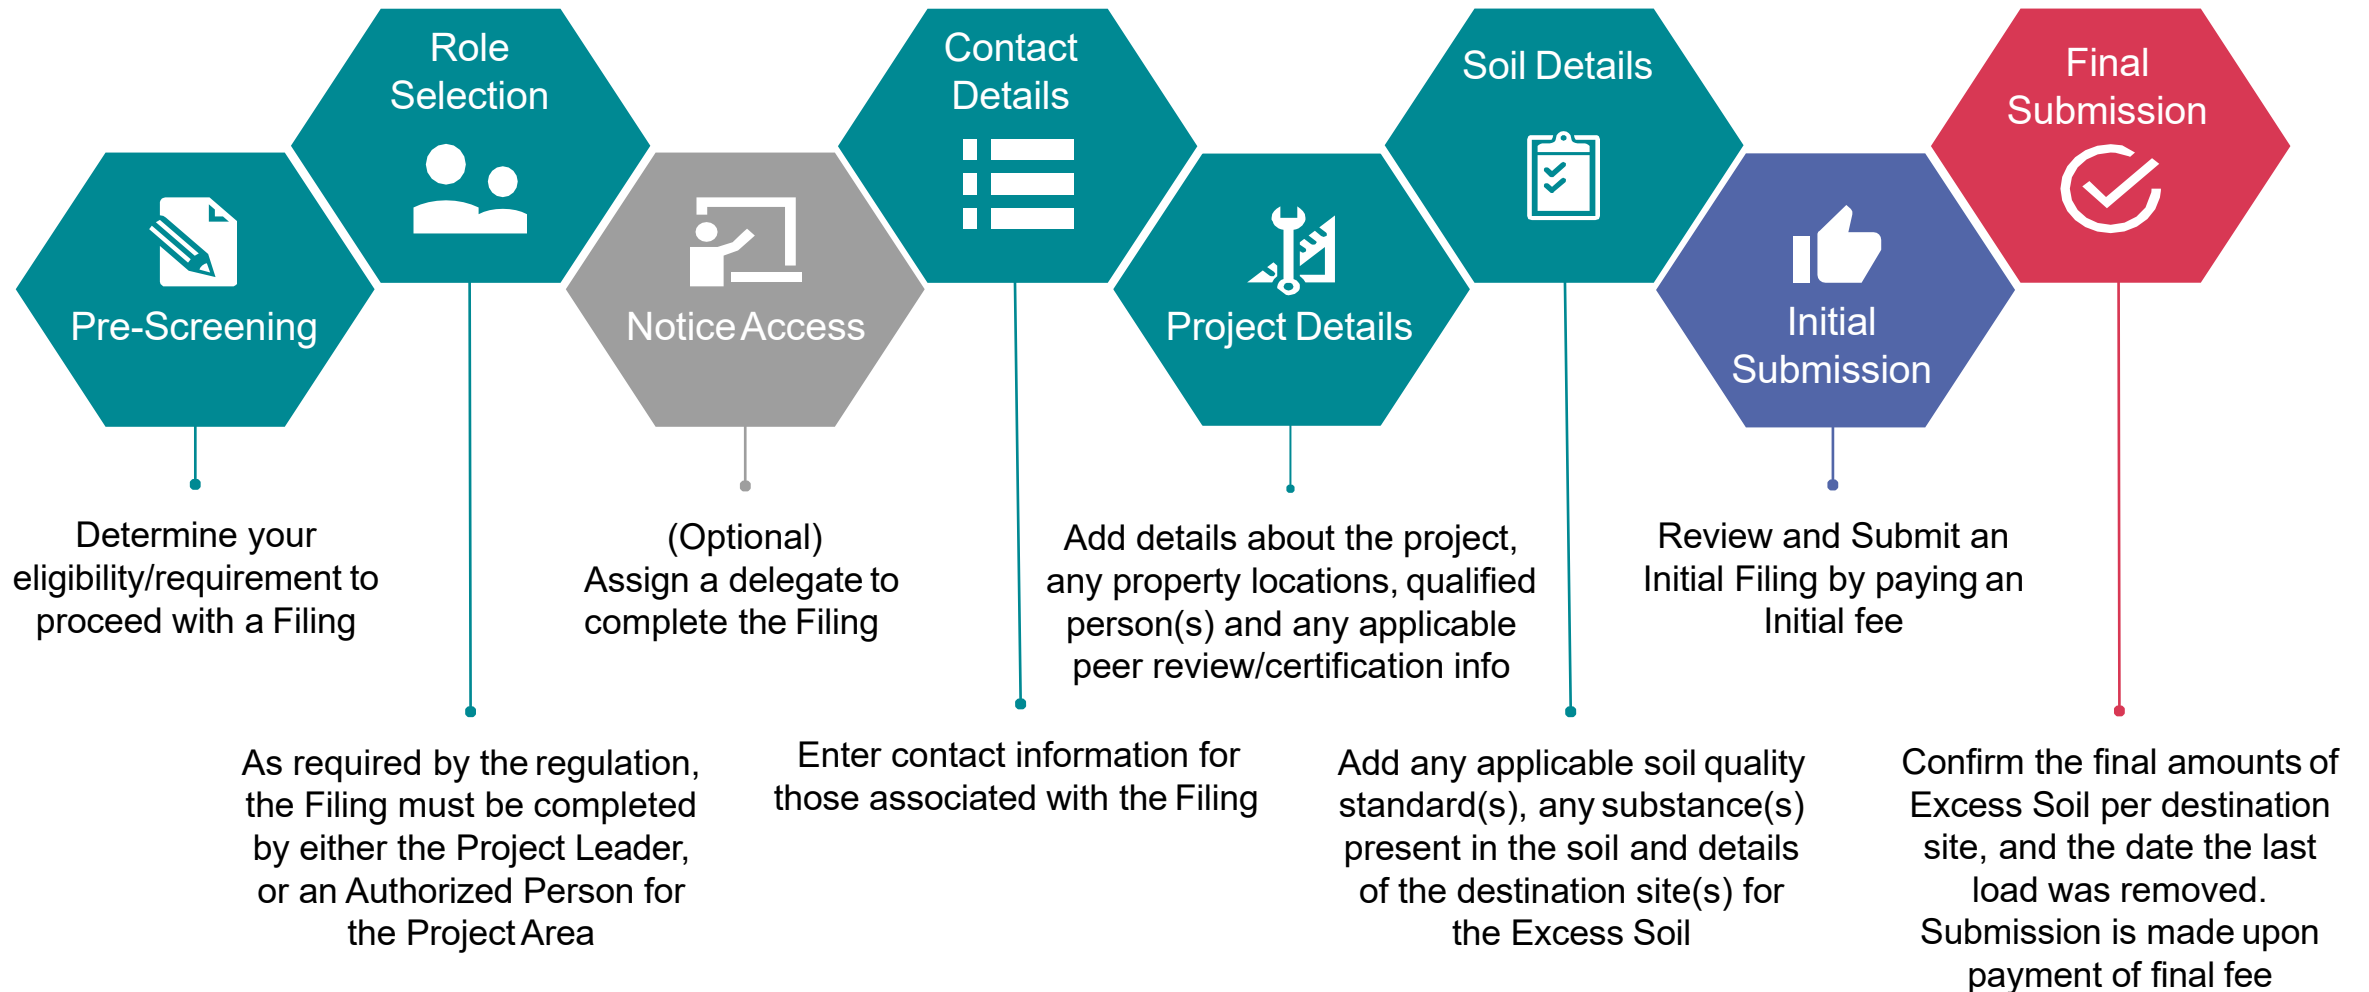 Role
Selection
Contact
Details
Soil Details
Final
Submission
Pre-Screening
Notice Access
Project Details
Initial
Submission
Determine your
eligibility/requirement to
proceed with a Filing
(Optional)
Assign a delegate to
complete the Filing
Add details about the project,
any property locations, qualified
person(s) and any applicable
peer review/certification info
Review and Submit an
Initial Filing by paying an
Initial fee
As required by the regulation,
the Filing must be completed
by either the Project Leader,
or an Authorized Person for
the Project Area
Enter contact information for
those associated with the Filing
Add any applicable soil quality
standard(s), any substance(s)
present in the soil and details
of the destination site(s) for
the Excess Soil
Confirm the final amounts of
Excess Soil per destination
site, and the date the last
load was removed.
Submission is made upon
payment of final fee